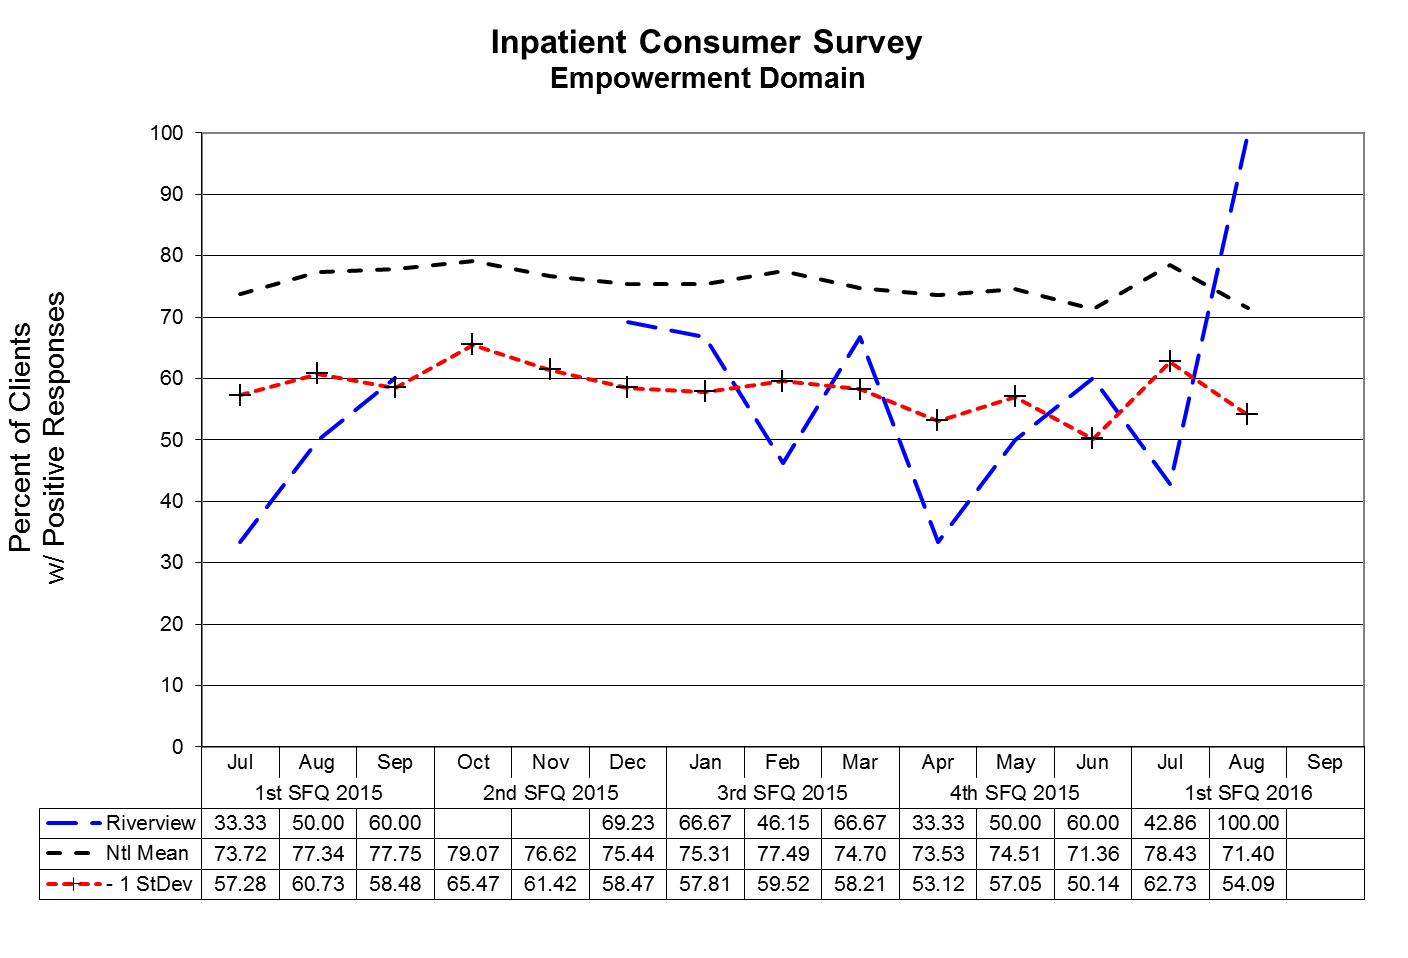 Inpatient Consumer Survey
Empowerment Domain
Percent of Clients
w/ Positive Responses
100
90
80
70
60
50
40
30
20
10
0
Jul Aug Sep Oct Nov Dec Jan Feb Mar Apr May Jun Jul Aug Sep
1st SFQ 2015 2nd SFQ 2015 3rd SFQ 2015 4th SFQ 2015 1st SFQ 2016
Riverview 33.33 50.00 60.00 69.23 66.67 46.15 66.67 33.33 50.00 60.00 42.86 100.00
Ntl Mean 73.72 77.34 77.75 79.07 76.62 75.44 75.31 77.49 74.70 73.53 74.51 71.36 78.43 71.40
- 1 StDev 57.28 60.73 58.48 65.47 61.42 58.47 57.81 59.52 58.21 53.12 57.05 50.14 62.73 54.09